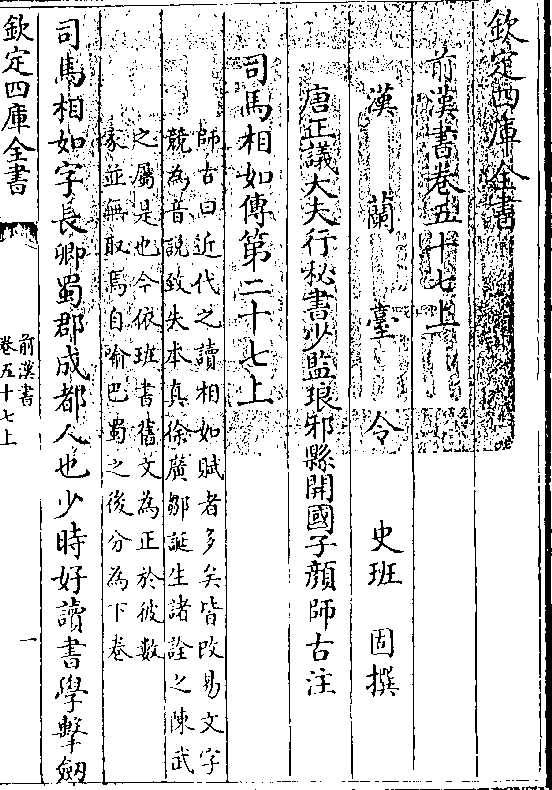 欽定四庫全書
前漢書卷五十七上
漢蘭臺令史班固撰
唐正議大夫行秘書少監琅邪縣開國子顔師古注
司馬相如傳第二十七上
師古曰近代之讀相如賦者多矣皆改易文字
競為音説致失本真徐廣鄒誕生諸詮之陳武
之屬是也今依班書舊文為正於彼數
家並無取焉自喻巴蜀之後分為下卷
司馬相如字長卿蜀郡成都人也少時好讀書學擊劒
欽定四庫全書
前漢書
卷五十七上
一